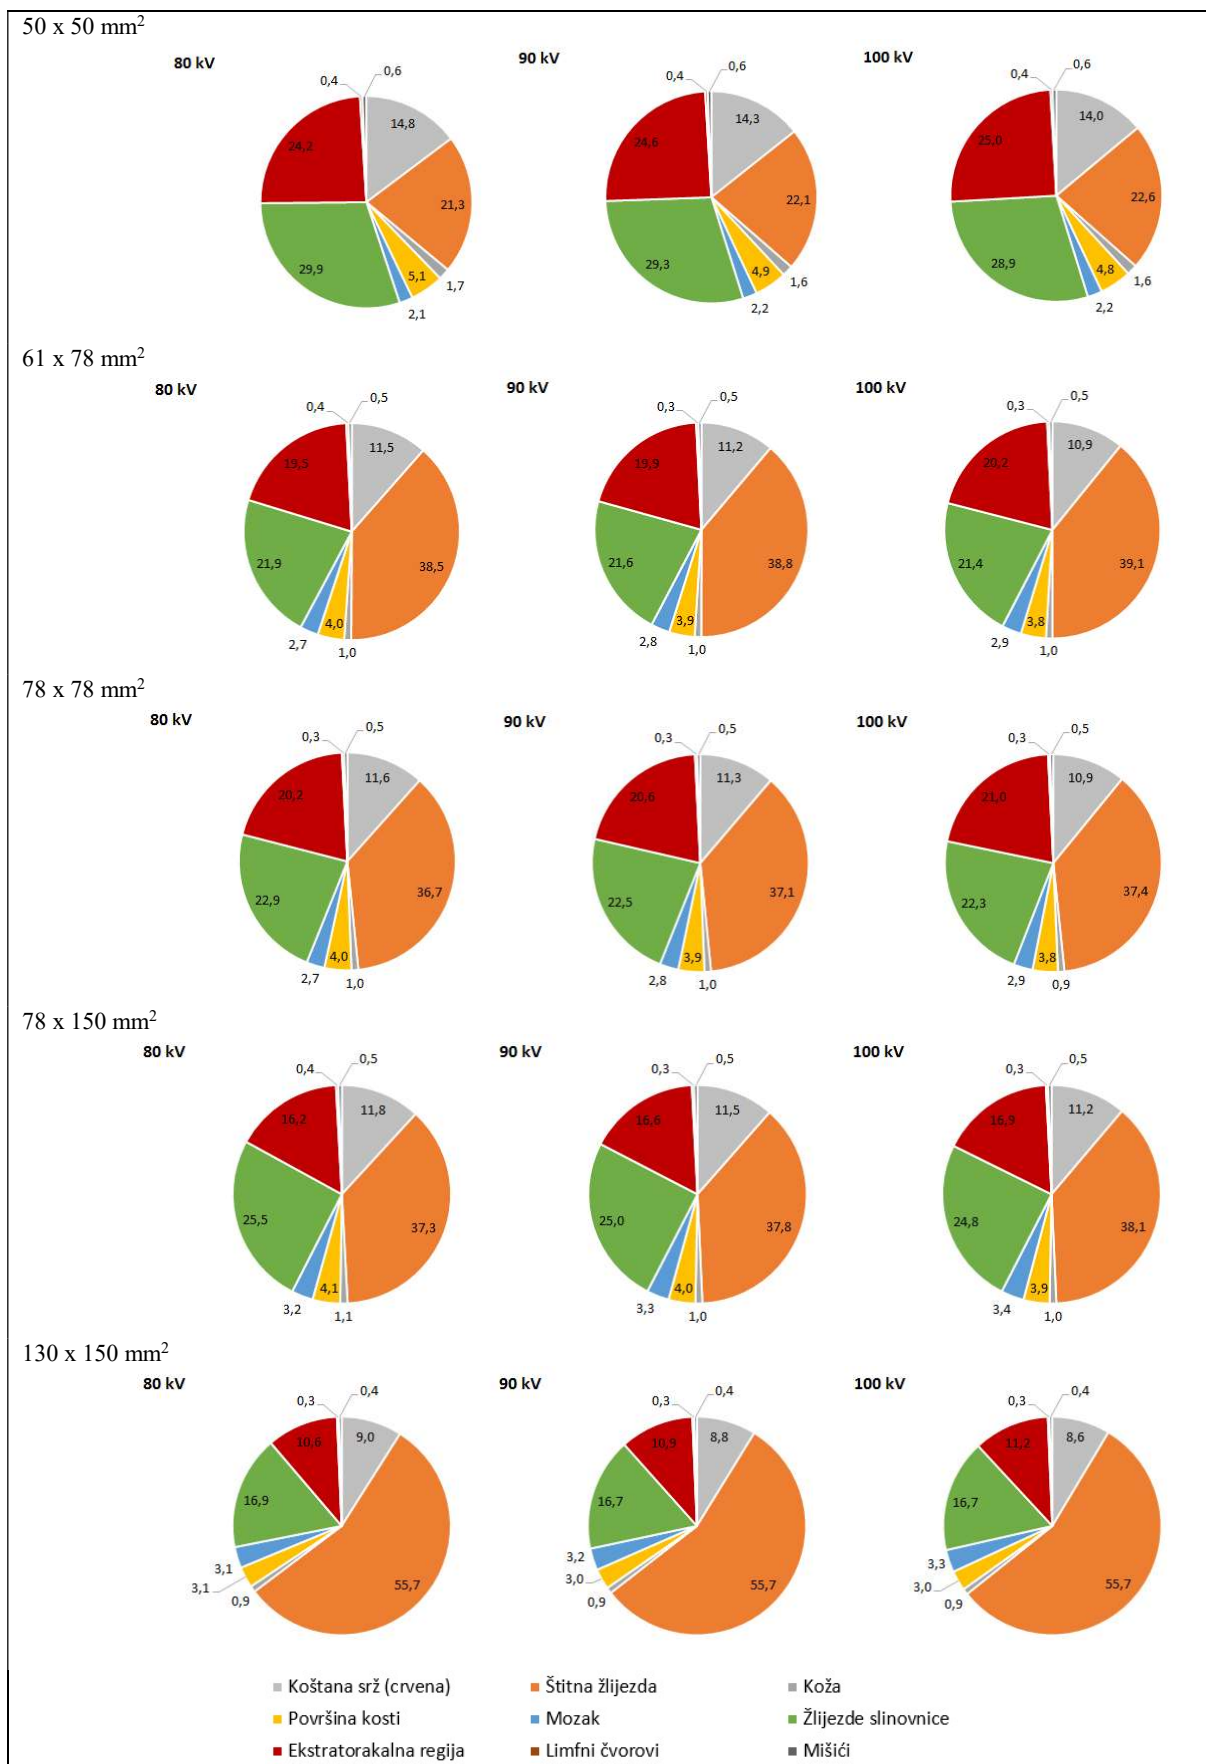 50 x 50 mm²
80 kV
90 kV
100 kV
0,4 0,6 14,8 21,3 1,7 5,1 2,1 29,9 24,2
0,4 0,6 14,3 22,1 1,6 4,9 2,2 29,3 24,6
0,4 0,6 14,0 22,6 1,6 4,8 2,2 28,9 25,0
61 x 78 mm²
80 kV
90 kV
100 kV
0,4 0,5 11,5 38,5 1,0 4,0 2,7 21,9 19,5
0,3 0,5 11,2 38,8 1,0 3,9 2,8 21,6 19,9
0,3 0,5 10,9 39,1 1,0 3,8 2,9 21,4 20,2
78 x 78 mm²
80 kV
90 kV
100 kV
0,3 0,5 11,6 36,7 1,0 4,0 2,7 22,9 20,2
0,3 0,5 11,3 37,1 1,0 3,9 2,8 22,5 20,6
0,3 0,5 10,9 37,4 0,9 3,8 2,9 22,3 21,0
78 x 150 mm²
80 kV
90 kV
100 kV
0,4 0,5 11,8 37,3 1,1 4,1 3,2 25,5 16,2
0,3 0,5 11,5 37,8 1,0 4,0 3,3 25,0 16,6
0,3 0,5 11,2 38,1 1,0 3,9 3,4 24,8 16,9
130 x 150 mm²
80 kV
90 kV
100 kV
0,3 0,4 9,0 55,7 0,9 3,1 3,1 16,9 10,6
0,3 0,4 8,8 55,7 0,9 3,0 3,2 16,7 10,9
0,3 0,4 8,6 55,7 0,9 3,0 3,3 16,7 11,2
Koštana srž (crvena)
Štitna žlijezda
Koža
Površina kosti
Mozak
Žlijezde slinovnice
Ekstratorakalna regija
Limfni čvorovi
Mišići